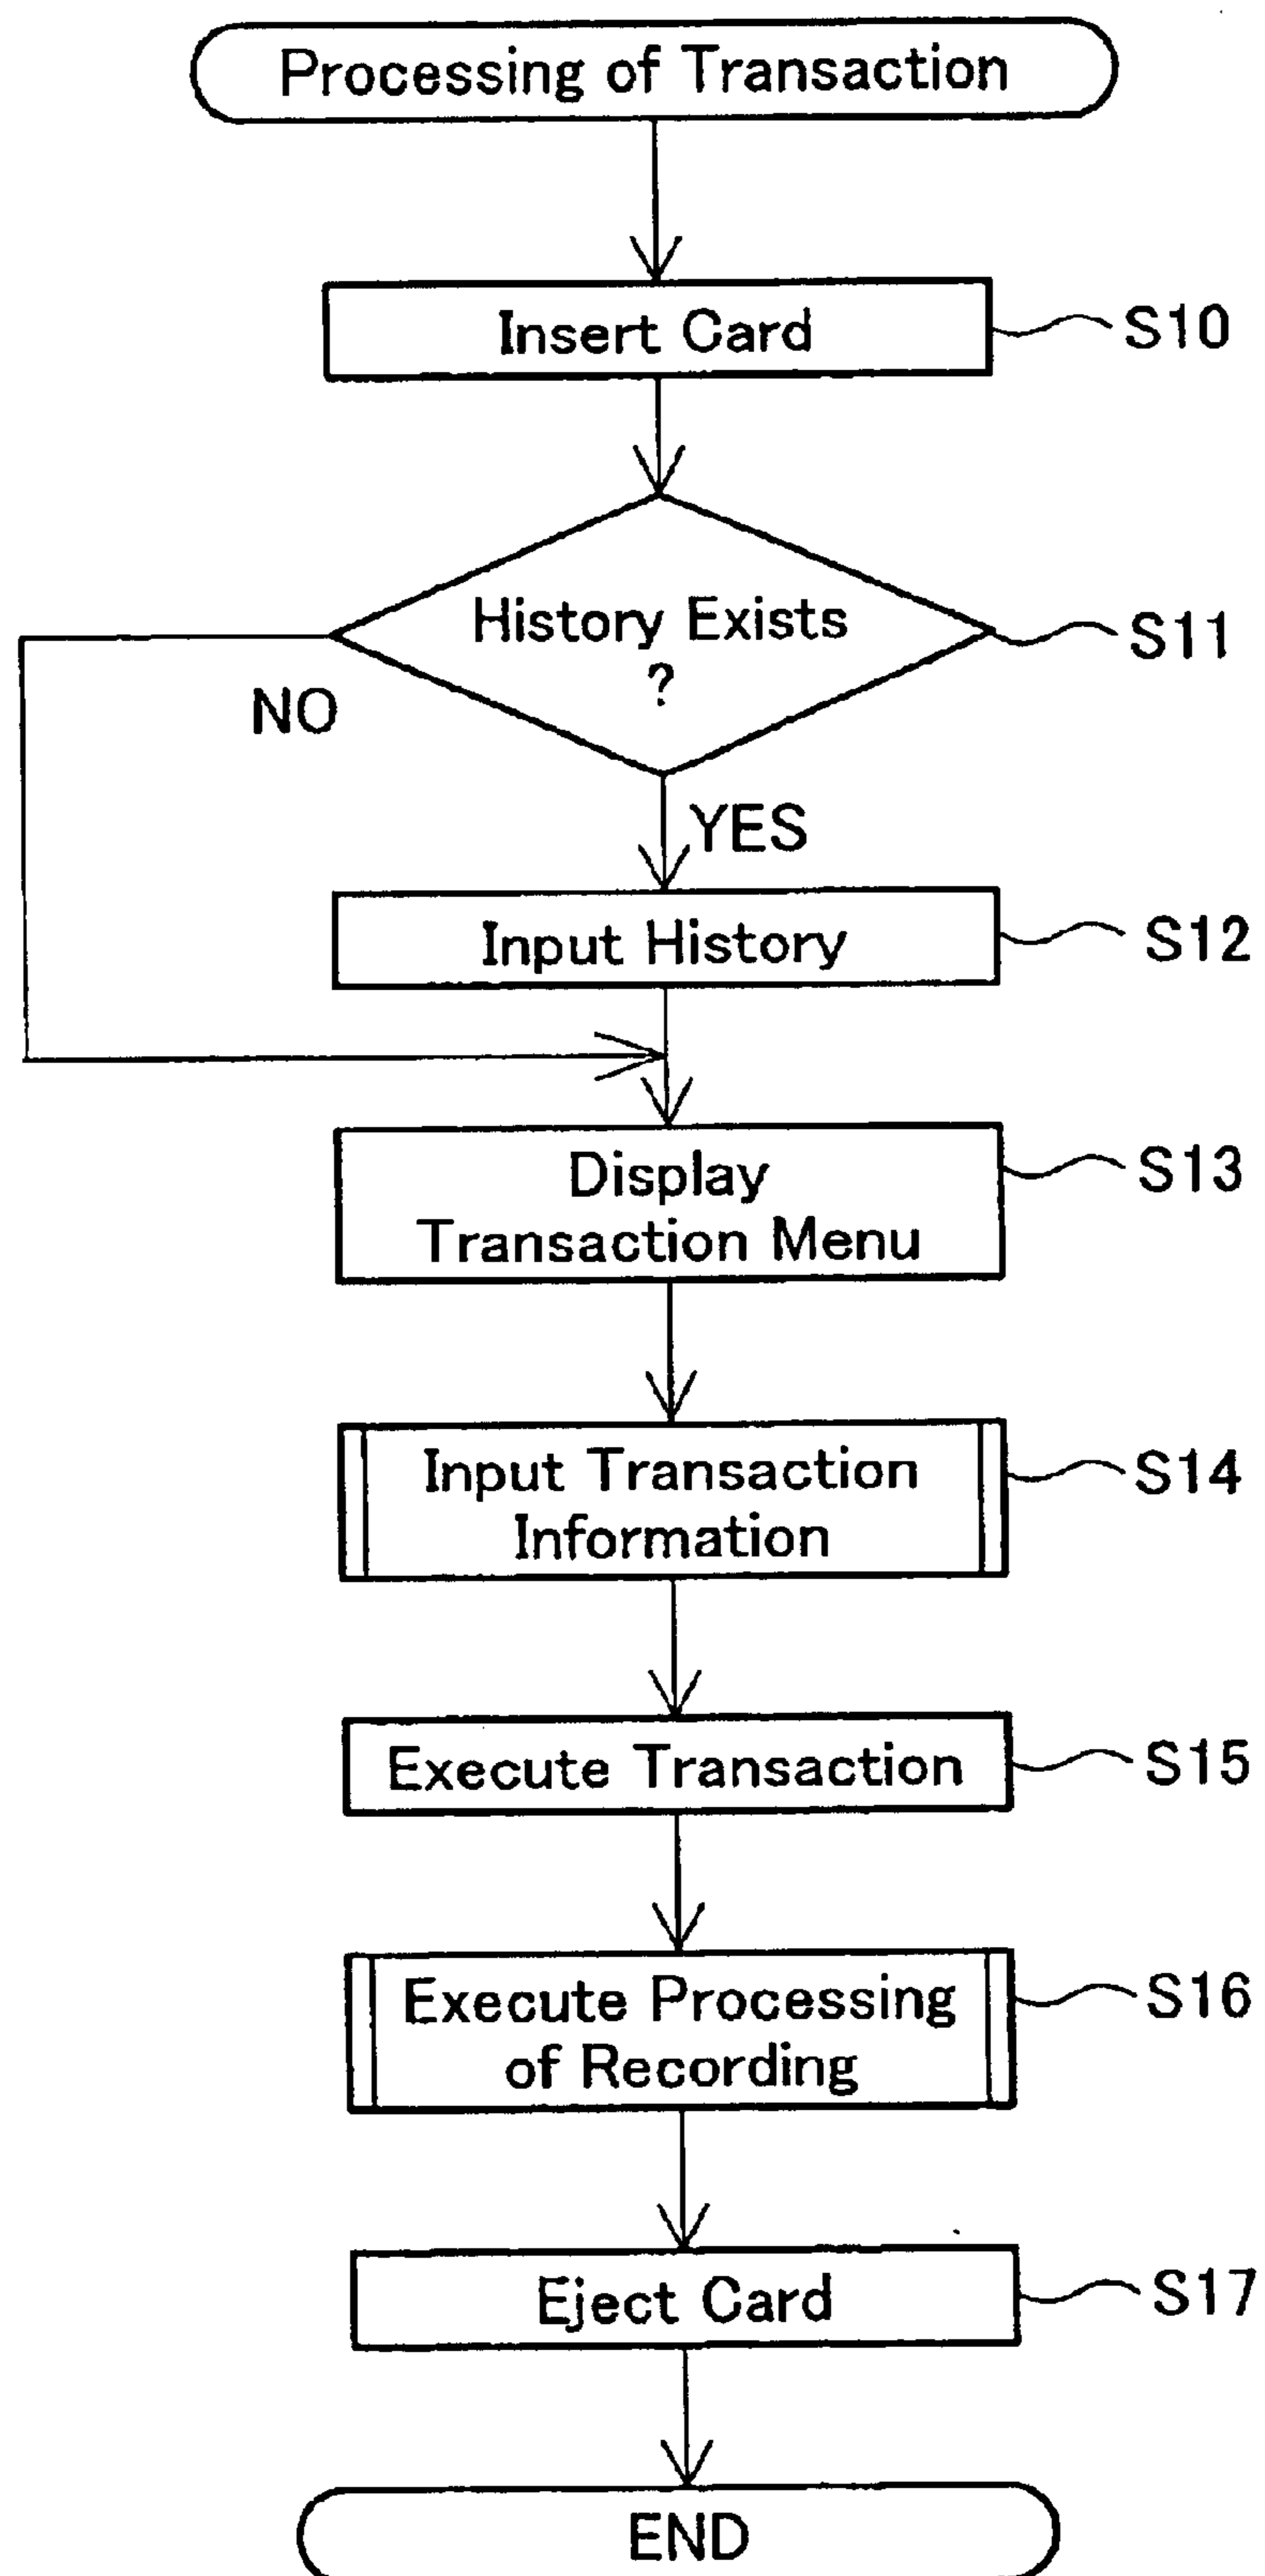 Processing of Transaction
Insert Card
S10
History Exists
?
S11
NO
YES
Input History
S12
Display
Transaction Menu
S13
Input Transaction
Information
S14
Execute Transaction
S15
Execute Processing
of Recording
S16
Eject Card
S17
END